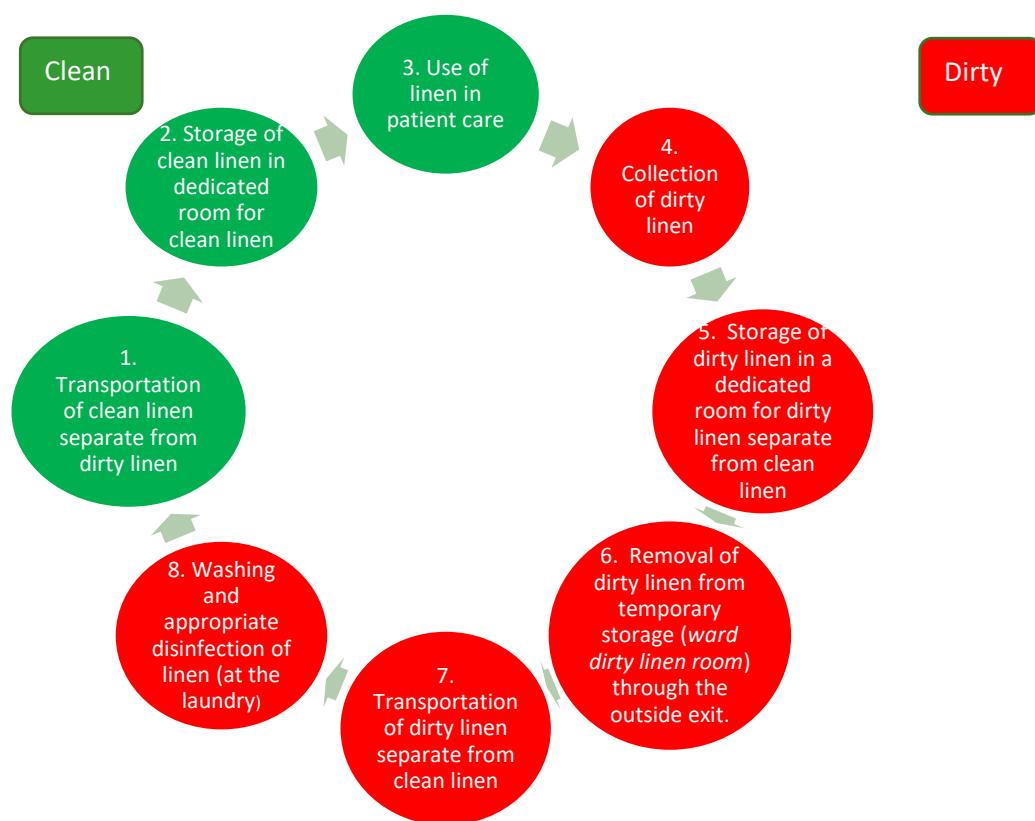 Clean
Dirty
3. Use of
linen in
patient care
2. Storage of
clean linen in
dedicated
room for
clean linen
4.
Collection
of dirty
linen
1.
Transportation
of clean linen
separate from
dirty linen
5. Storage of
dirty linen in a
dedicated
room for dirty
linen separate
from clean
linen
8. Washing
and
appropriate
disinfection of
linen (at the
laundry)
6. Removal of
dirty linen from
temporary
storage (ward
dirty linen room)
through the
outside exit.
7.
Transportation
of dirty linen
separate from
clean linen